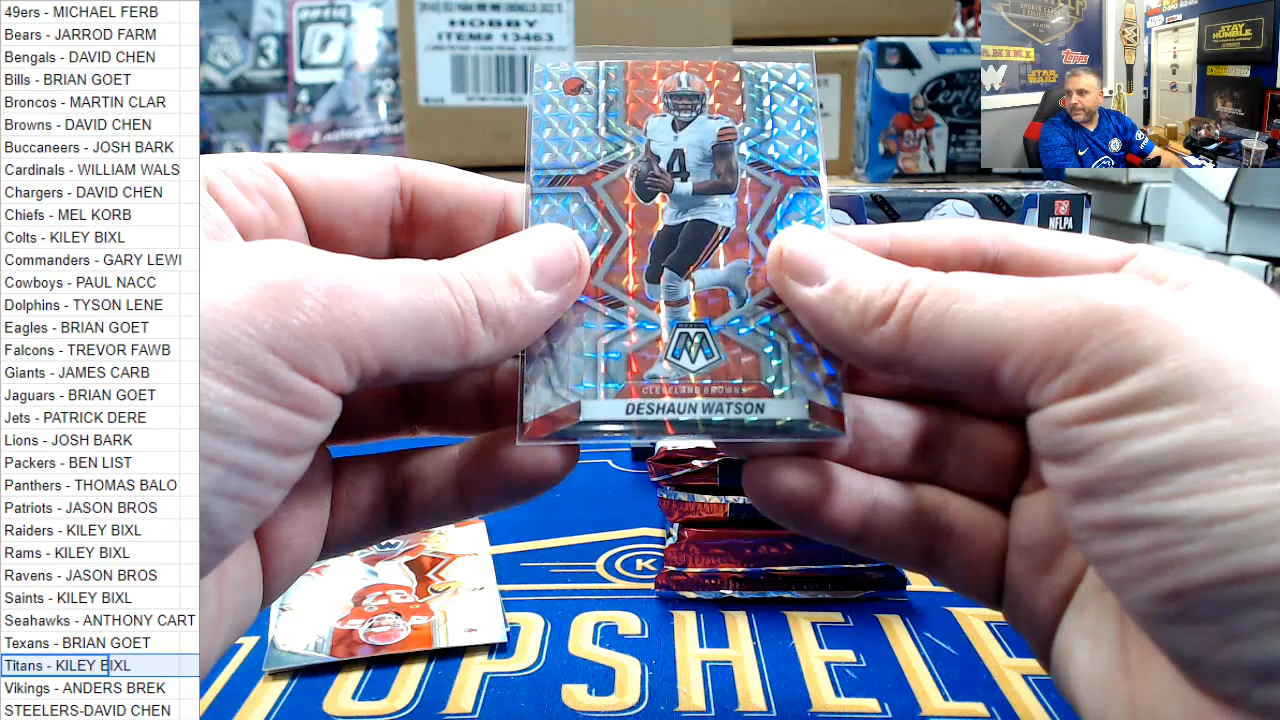 49ers - MICHAEL FERB
Bears - JARROD FARM
Bengals - DAVID CHEN
Bills - BRIAN GOET
Broncos - MARTIN CLAR
Browns - DAVID CHEN
Buccaneers - JOSH BARK
Cardinals - WILLIAM WALS
Chargers - DAVID CHEN
Chiefs - MEL KORB
Colts - KILEY BIXL
Commanders - GARY LEWI
Cowboys - PAUL NACC
Dolphins - TYSON LENE
Eagles - BRIAN GOET
Falcons - TREVOR FAWB
Giants - JAMES CARB
Jaguars - BRIAN GOET
Jets - PATRICK DERE
Lions - JOSH BARK
Packers - BEN LIST
Panthers - THOMAS BALO
Patriots - JASON BROS
Raiders - KILEY BIXL
Rams - KILEY BIXL
Ravens - JASON BROS
Saints - KILEY BIXL
Seahawks - ANTHONY CART
Texans - BRIAN GOET
Titans - KILEY BIXL
Vikings - ANDERS BREK
STEELERS-DAVID CHEN
HOBBY
ITEM# 13463
4
MOSAIC
CLEVELAND BROWNS
DESHAUN WATSON
NFLPA
K
TOPSHELF
PANINI
Topps
STAR WARS
STAY
HUMBLE